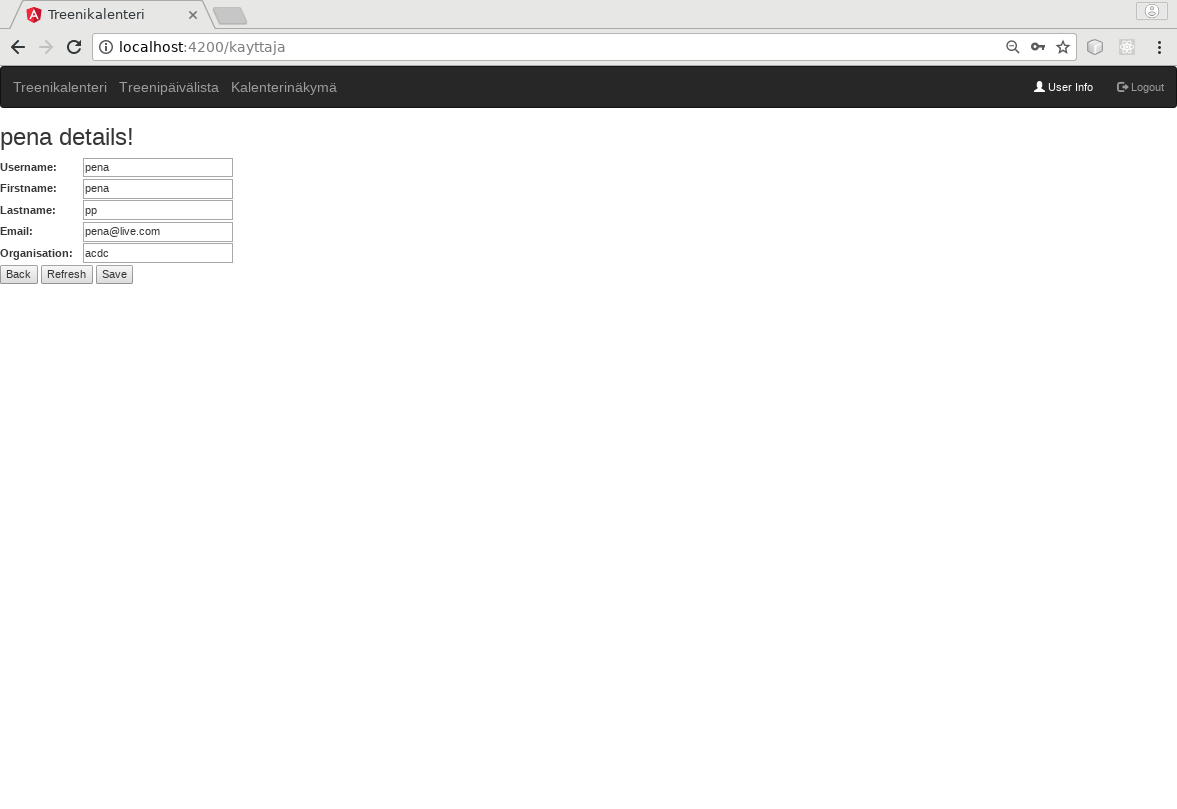 Treenikalenteri
localhost:4200/kayttaja
Treenikalenteri Treenipäivälista Kalenterinäkymä User Info Logout
pena details!
Username: pena
Firstname: pena
Lastname: pp
Email: pena@live.com
Organisation: acdc
Back Refresh Save